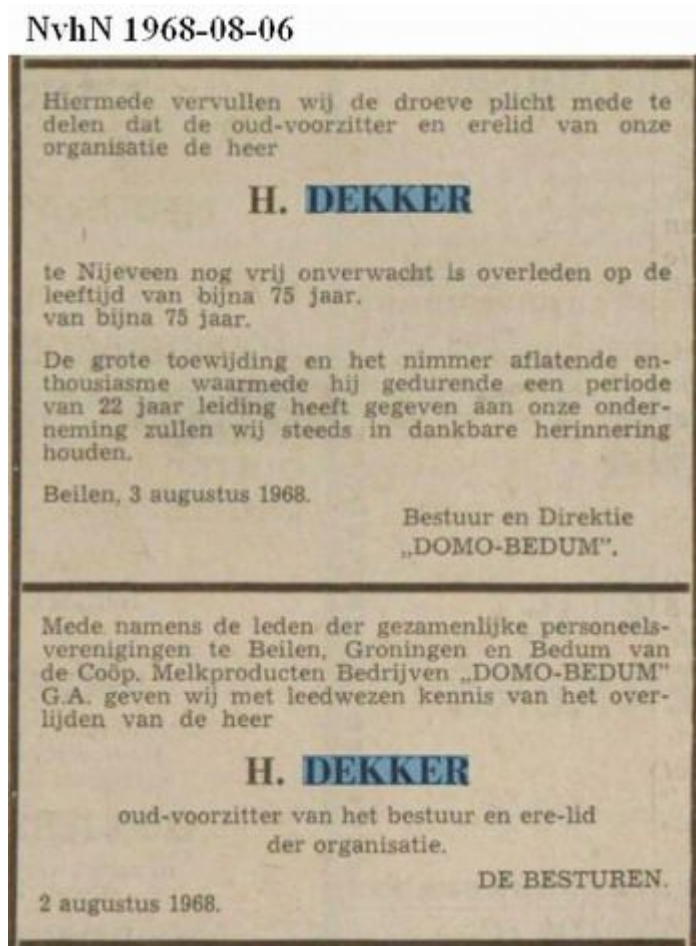 NvhN 1968-08-06
Hiermede vervullen wij de droeve plicht mede te
delen dat de oud-voorzitter en erelid van onze
organisatie de heer
H. DEKKER
te Nijeveen nog vrij onverwacht is overleden op de
leeftijd van bijna 75 jaar.
van bijna 75 jaar.
De grote toewijding en het nimmer aflatende en-
thousiasme waarmede hij gedurende een periode
van 22 jaar leiding heeft gegeven aan onze onder-
neming zullen wij steeds in dankbare herinnering
houden.
Beilen, 3 augustus 1968.
Bestuur en Direktie
„DOMO-BEDUM”.
Mede namens de leden der gezamenlijke personeels-
verenigingen te Beilen, Groningen en Bedum van
de Coöp. Melkproducten Bedrijven „DOMO-BEDUM”
G.A. geven wij met leedwezen kennis van het over-
lijden van de heer
H. DEKKER
oud-voorzitter van het bestuur en ere-lid
der organisatie.
DE BESTUREN.
2 augustus 1968.